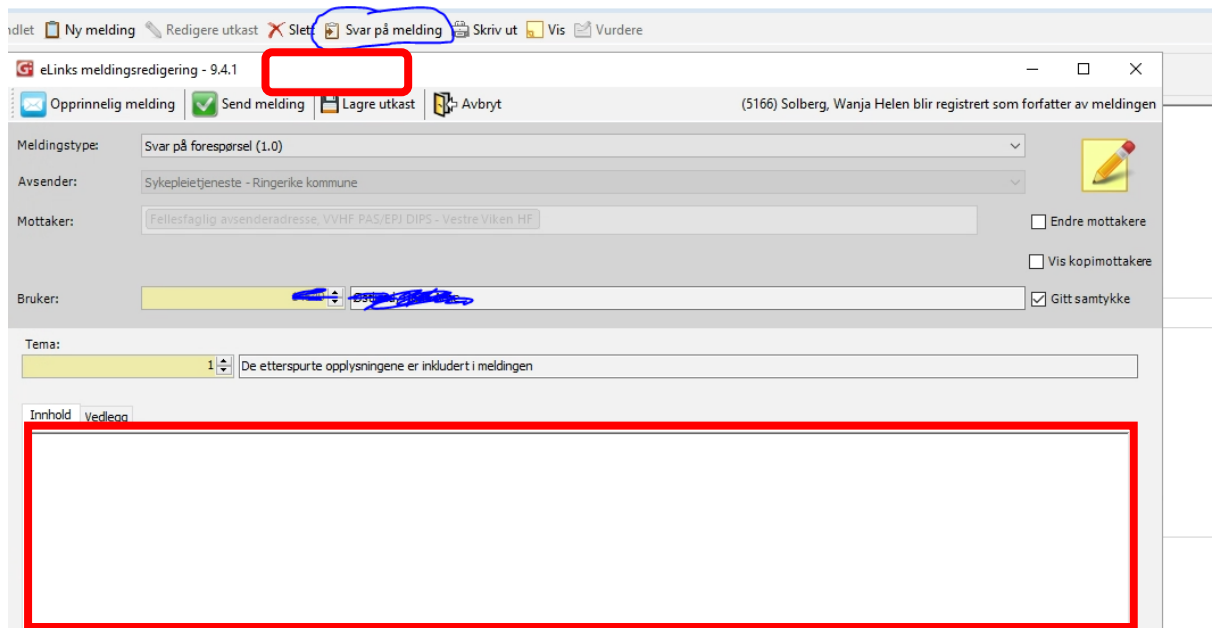 ndlet Ny melding Redigere utkast Slett Svar på melding Skriv ut Vis Vurdere
eLinks meldingsredigering - 9.4.1
Opprinnelig melding Send melding Lagre utkast Avbryt (5166) Solberg, Wanja Helen blir registrert som forfatter av meldingen
Meldingstype: Svar på forespørsel (1.0)
Avsender: Sykepleietjeneste - Ringerike kommune
Mottaker: Fellesfaglig avsenderadresse, VVHF PAS/EPJ DIPS - Vestre Viken HF Endre mottakere
Vis kopimottakere
Bruker: Gitt samtykke
Tema:
1 De etterspurte opplysningene er inkludert i meldingen
Innhold Vedlegg